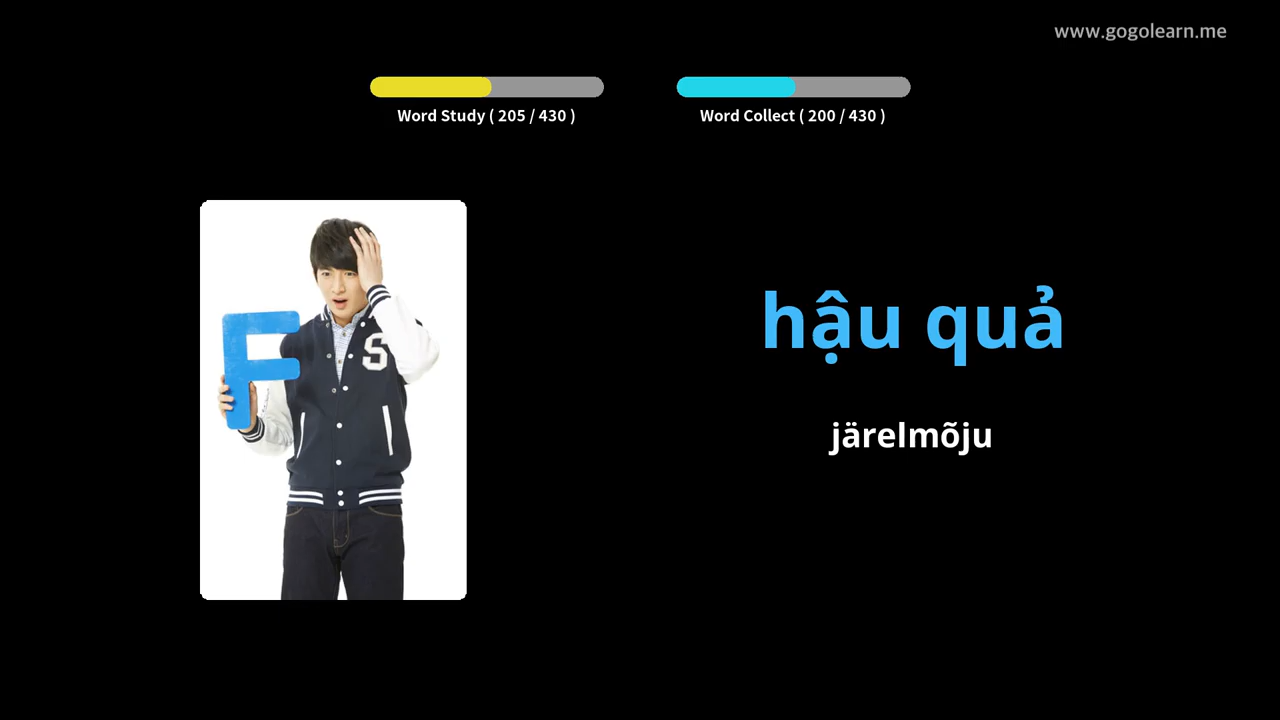 www.gogolearn.me
Word Study ( 205 / 430 )
Word Collect ( 200 / 430 )
F
S
hậu quả
järelmõju